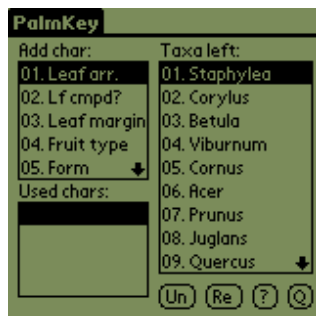 PalmKey
Add char:
01. Leaf arr.
02. Lf cmpd?
03. Leaf margin
04. Fruit type
05. Form
Used chars:
Taxa left:
01. Staphylea
02. Corylus
03. Betula
04. Viburnum
05. Cornus
06. Acer
07. Prunus
08. Juglans
09. Quercus
Un Re ? Q